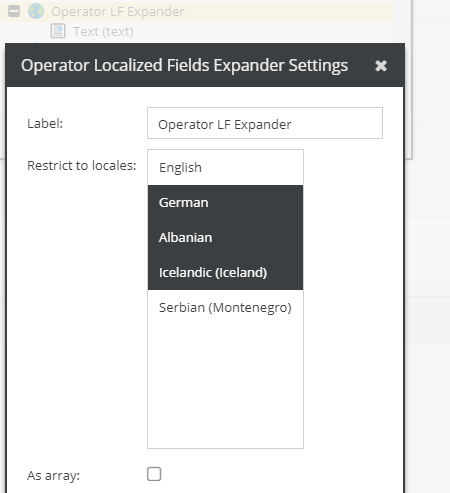 Operator LF Expander
Text (text)
Operator Localized Fields Expander Settings
Label:
Operator LF Expander
Restrict to locales:
English
German
Albanian
Icelandic (Iceland)
Serbian (Montenegro)
As array: